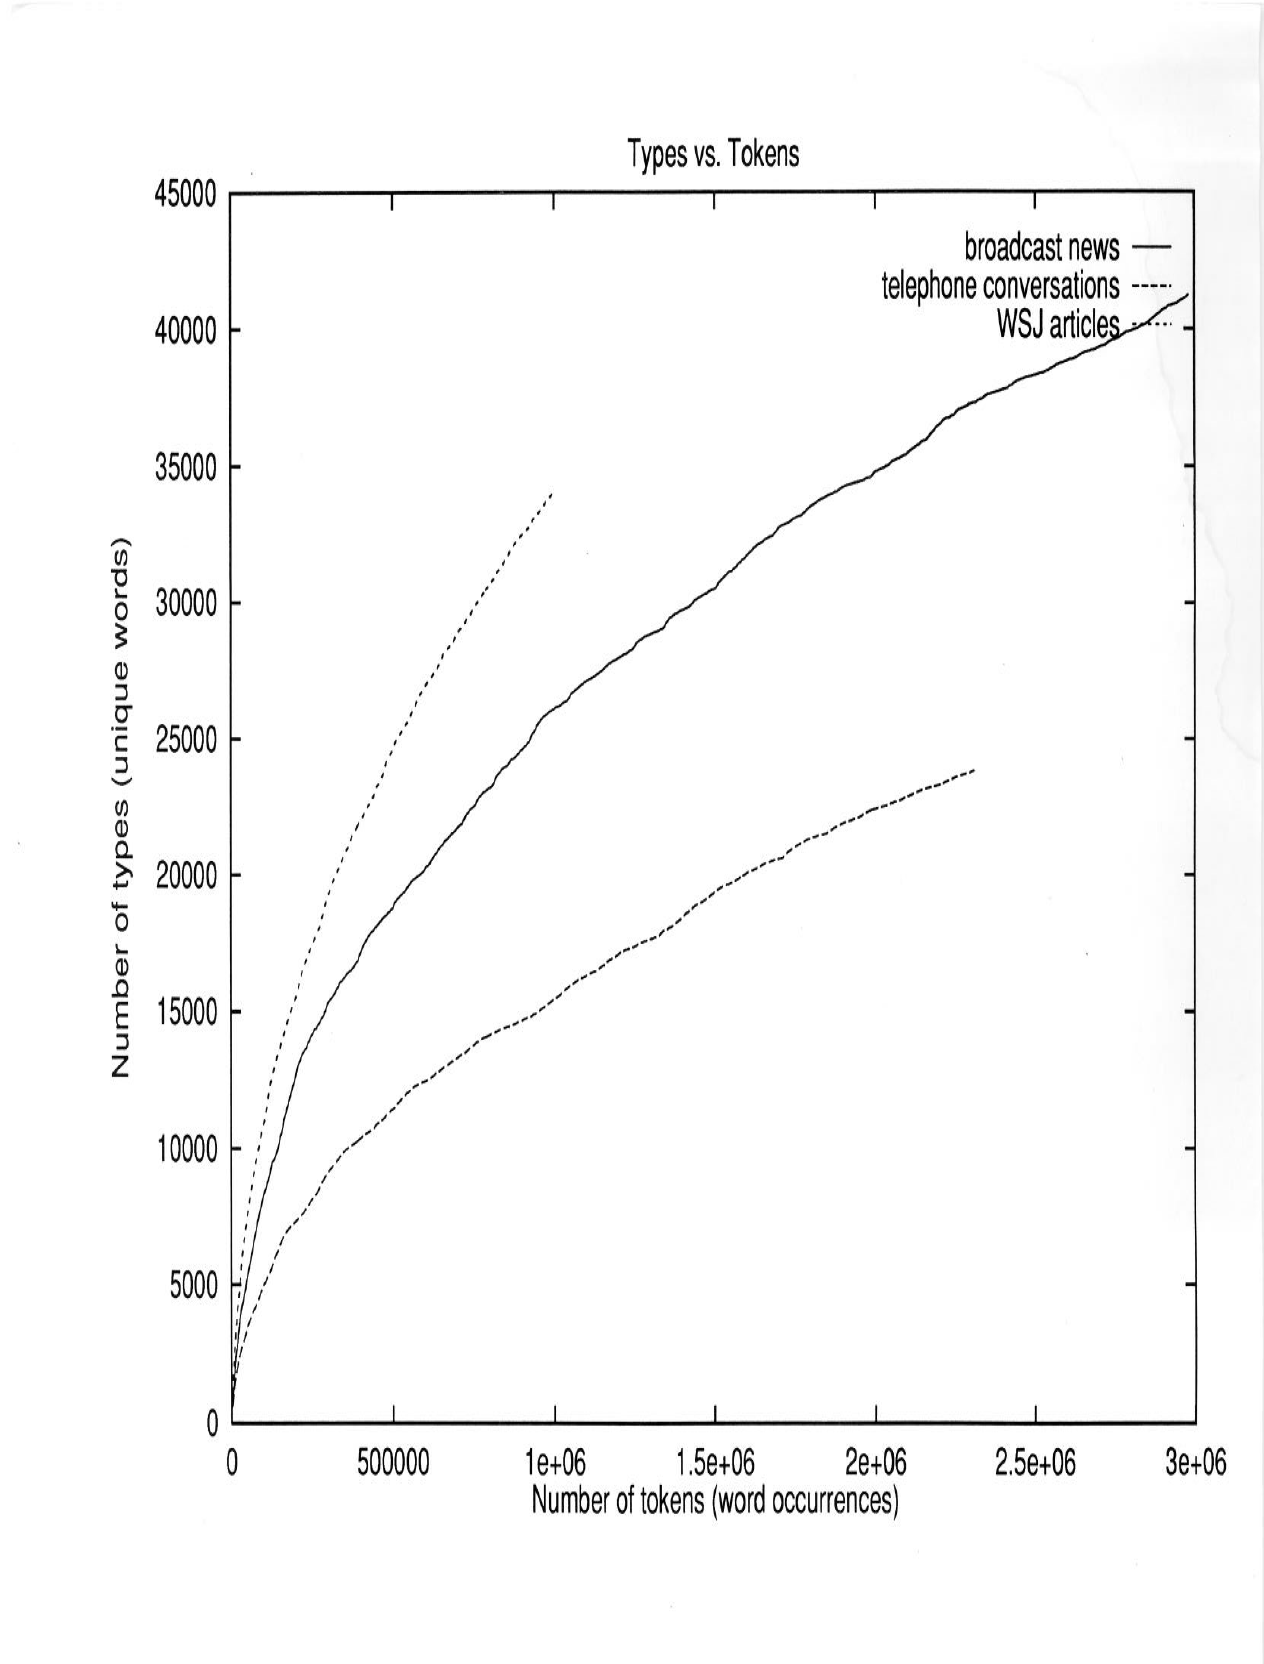 Types vs. Tokens
45000
40000
35000
30000
25000
20000
15000
10000
5000
0
Number of types (unique words)
broadcast news
telephone conversations
WSJ articles
0 500000 1e+06 1.5e+06 2e+06 2.5e+06 3e+06
Number of tokens (word occurrences)